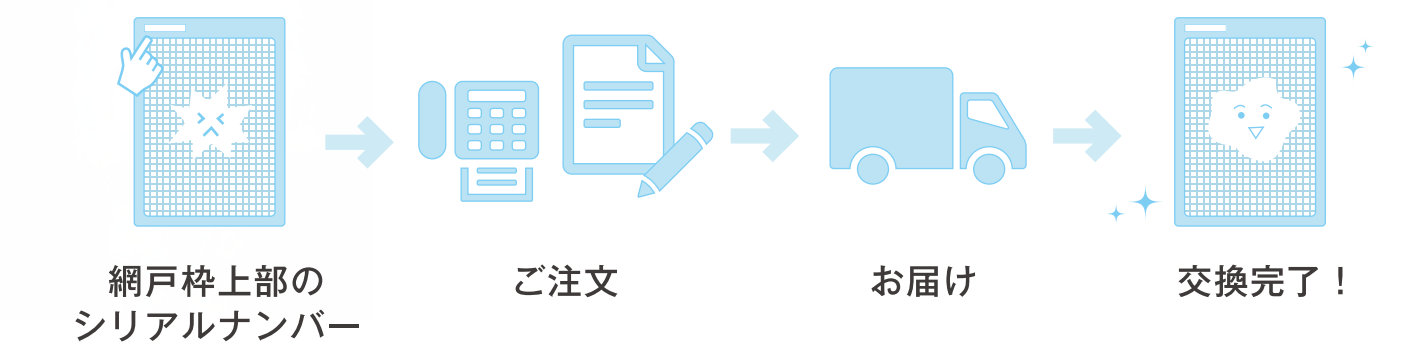 網戸枠上部の
シリアルナンバー
ご注文
お届け
交換完了！